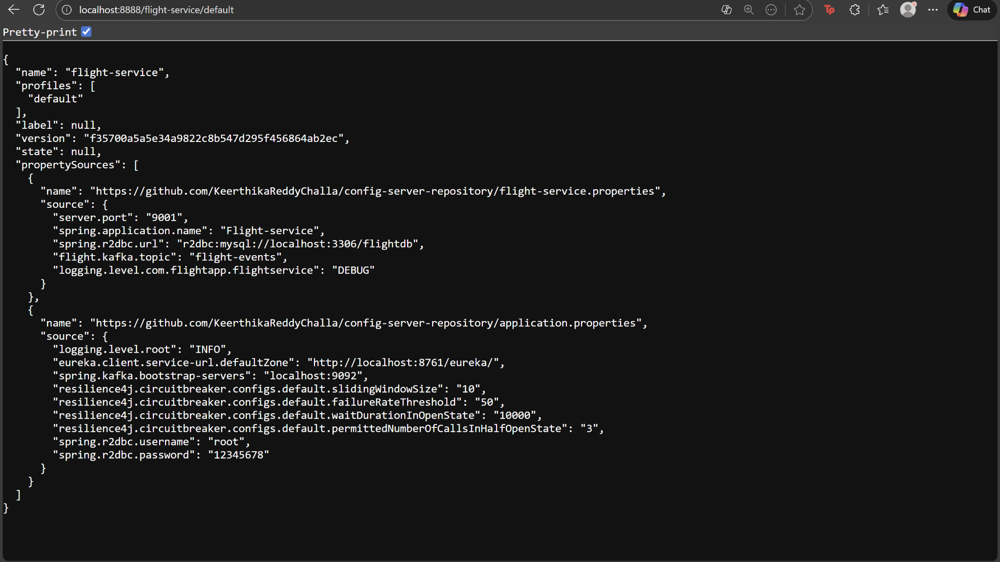 localhost:8888/flight-service/default
Tp
Chat
Pretty-print
{
  "name": "flight-service",
  "profiles": [
    "default"
  ],
  "label": null,
  "version": "f35700a5a5e34a9822c8b547d295f456864ab2ec",
  "state": null,
  "propertySources": [
    {
      "name": "https://github.com/KeerthikaReddyChalla/config-server-repository/flight-service.properties",
      "source": {
        "server.port": "9001",
        "spring.application.name": "Flight-service",
        "spring.r2dbc.url": "r2dbc:mysql://localhost:3306/flightdb",
        "flight.kafka.topic": "flight-events",
        "logging.level.com.flightapp.flightservice": "DEBUG"
      }
    },
    {
      "name": "https://github.com/KeerthikaReddyChalla/config-server-repository/application.properties",
      "source": {
        "logging.level.root": "INFO",
        "eureka.client.service-url.defaultZone": "http://localhost:8761/eureka/",
        "spring.kafka.bootstrap-servers": "localhost:9092",
        "resilience4j.circuitbreaker.configs.default.slidingWindowSize": "10",
        "resilience4j.circuitbreaker.configs.default.failureRateThreshold": "50",
        "resilience4j.circuitbreaker.configs.default.waitDurationInOpenState": "10000",
        "resilience4j.circuitbreaker.configs.default.permittedNumberOfCallsInHalfOpenState": "3",
        "spring.r2dbc.username": "root",
        "spring.r2dbc.password": "12345678"
      }
    }
  ]
}